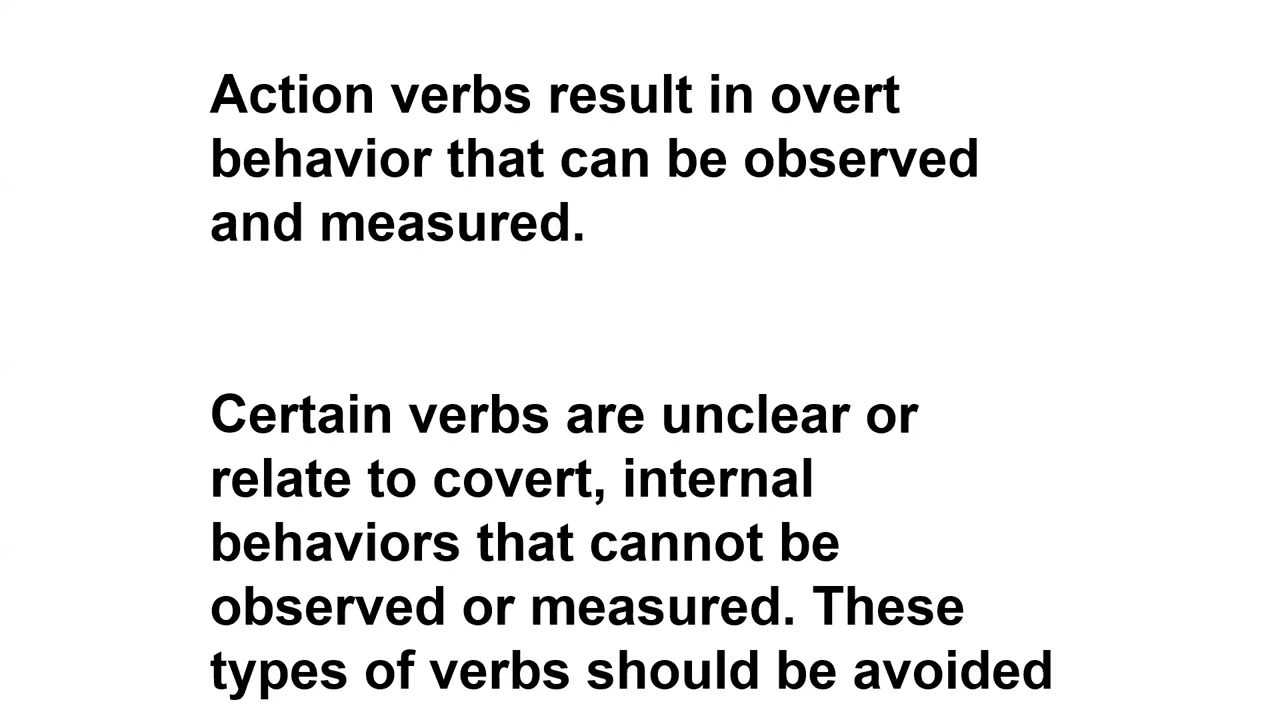 Action verbs result in overt
behavior that can be observed
and measured.
Certain verbs are unclear or
relate to covert, internal
behaviors that cannot be
observed or measured. These
types of verbs should be avoided